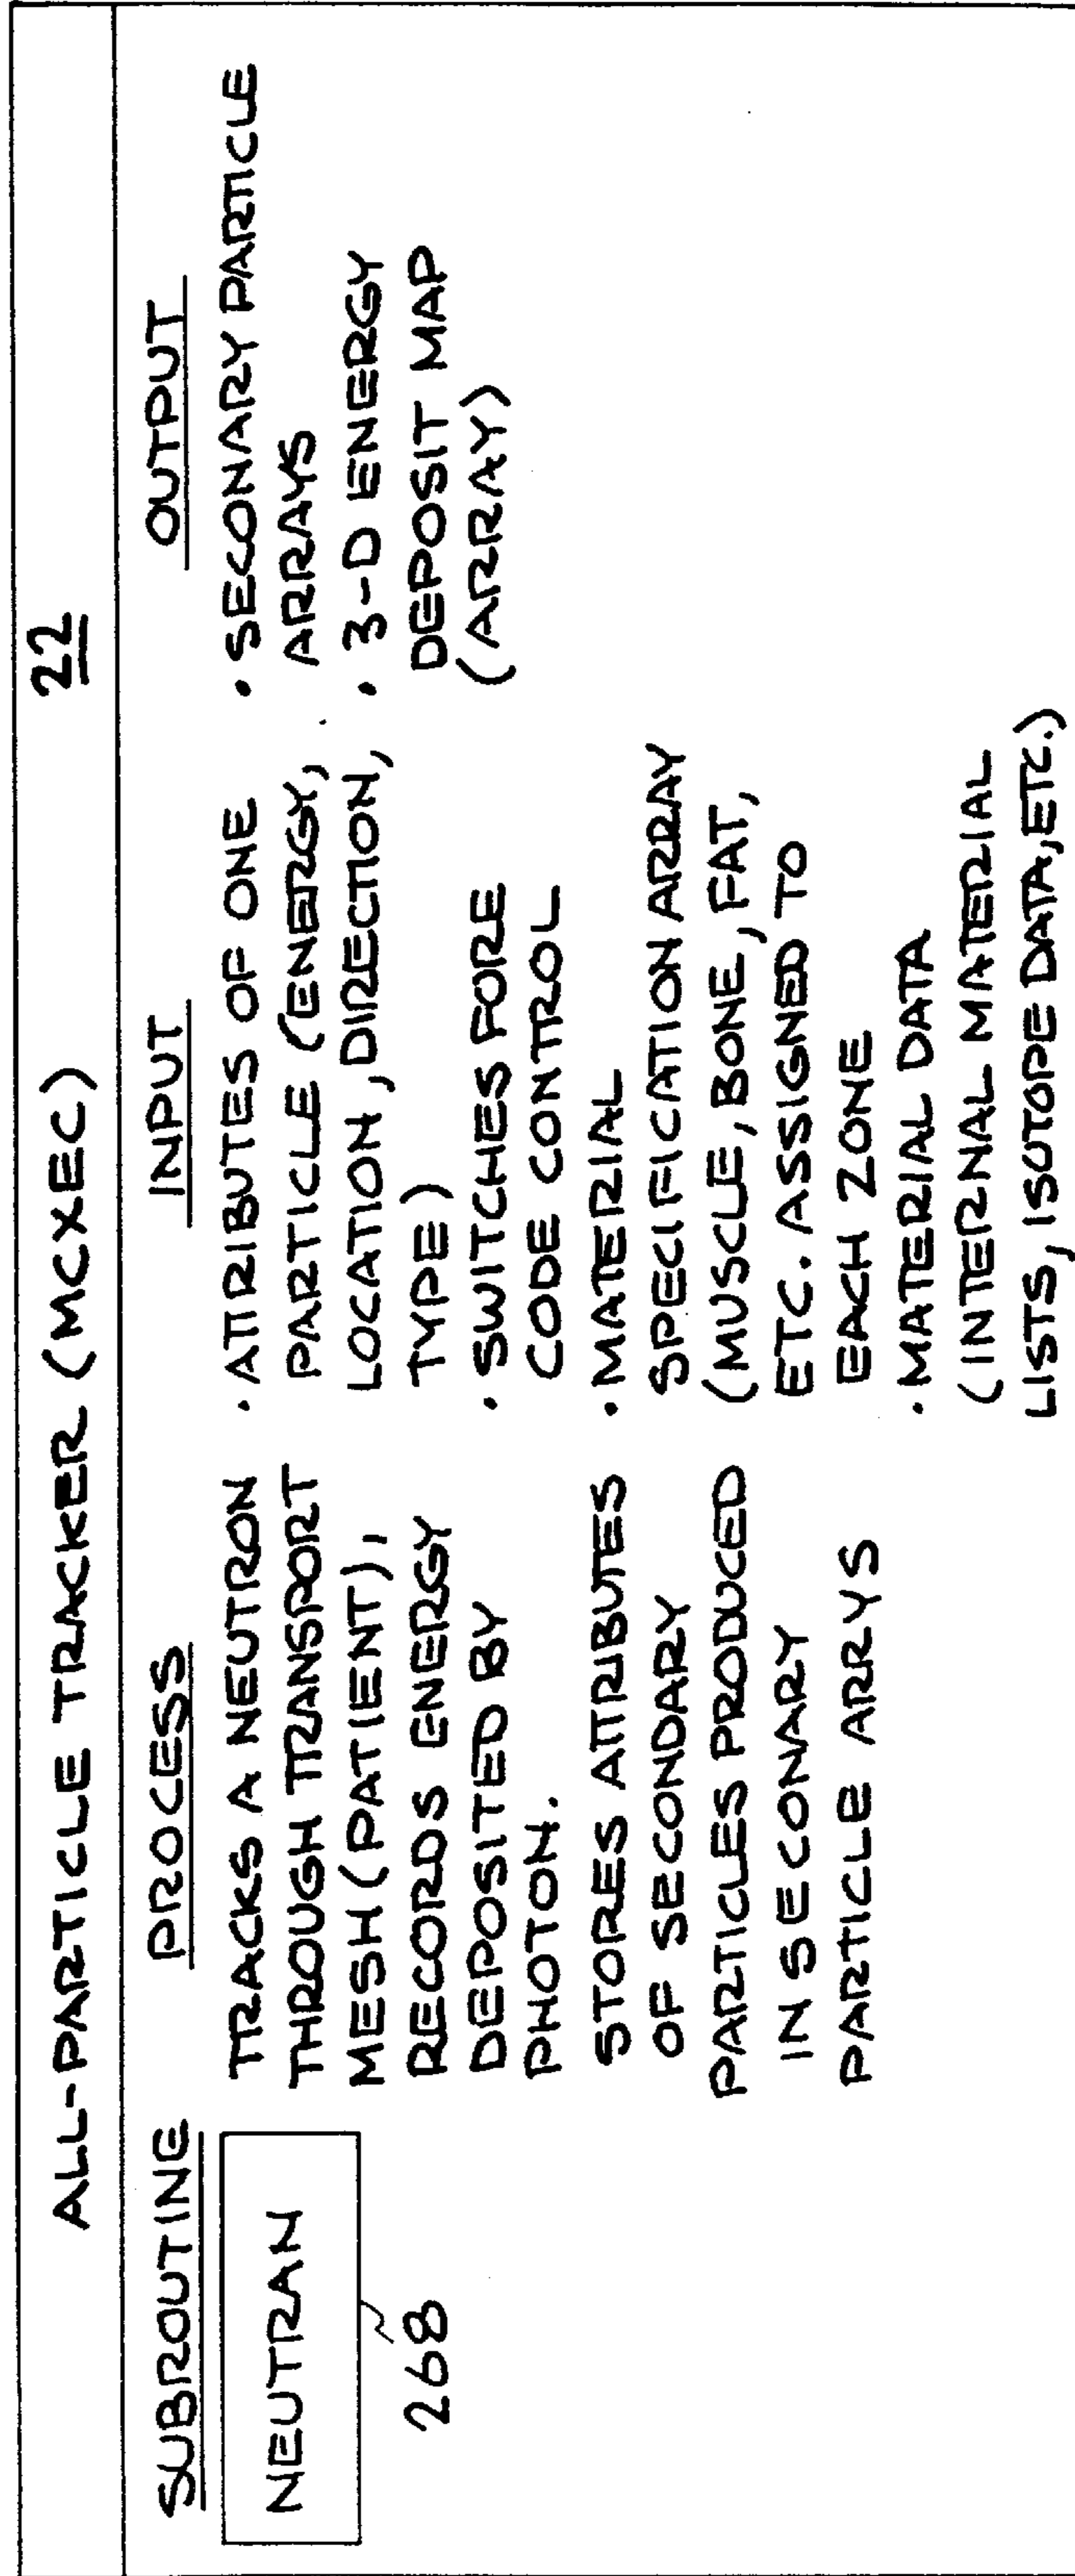 ALL-PARTICLE TRACKER (MCXEC) 22
SUBROUTINE
NEUTRAN
268
PROCESS
TRACKS A NEUTRON
THROUGH TRANSPORT
MESH (PATIENT),
RECORDS ENERGY
DEPOSITED BY
PHOTON.
STORES ATTRIBUTES
OF SECONDARY
PARTICLES PRODUCED
IN SECONARY
PARTICLE ARRYS
INPUT
• ATTRIBUTES OF ONE
PARTICLE (ENERGY,
LOCATION, DIRECTION,
TYPE)
• SWITCHES FORE
CODE CONTROL
• MATERIAL
SPECIFICATION ARRAY
(MUSCLE, BONE, FAT,
ETC. ASSIGNED TO
EACH ZONE
• MATERIAL DATA
(INTERNAL MATERIAL
LISTS, ISUTOPE DATA, ETC.)
OUTPUT
• SECONARY PARTICLE
ARRAYS
• 3-D ENERGY
DEPOSIT MAP
(ARRAY)